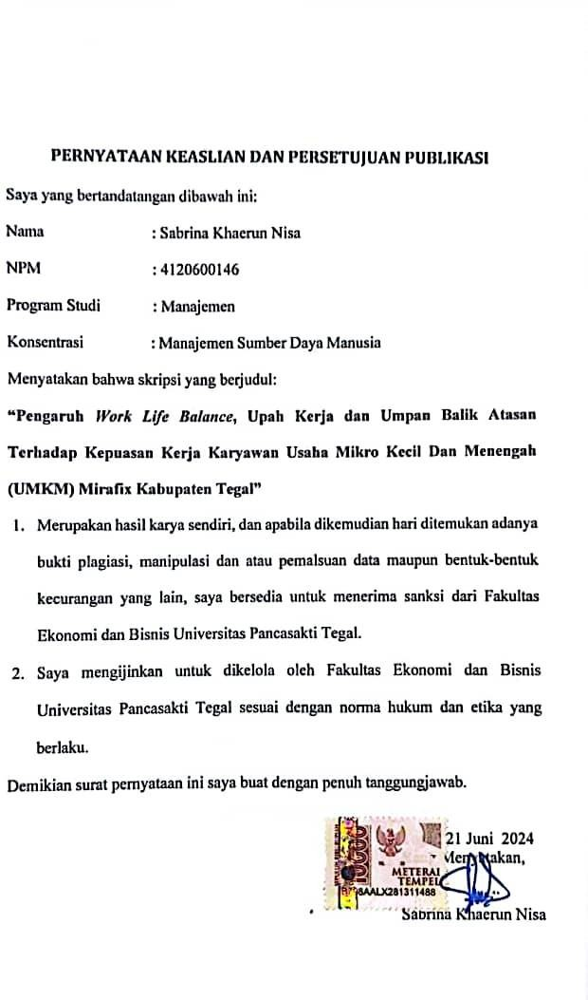 PERNYATAAN KEASLIAN DAN PERSETUJUAN PUBLIKASI
Saya yang bertandatangan dibawah ini:
Nama : Sabrina Khaerun Nisa
NPM : 4120600146
Program Studi : Manajemen
Konsentrasi : Manajemen Sumber Daya Manusia
Menyatakan bahwa skripsi yang berjudul:
“Pengaruh Work Life Balance, Upah Kerja dan Umpan Balik Atasan
Terhadap Kepuasan Kerja Karyawan Usaha Mikro Kecil Dan Menengah
(UMKM) Mirafix Kabupaten Tegal”
1. Merupakan hasil karya sendiri, dan apabila dikemudian hari ditemukan adanya
bukti plagiasi, manipulasi dan atau pemalsuan data maupun bentuk-bentuk
kecurangan yang lain, saya bersedia untuk menerima sanksi dari Fakultas
Ekonomi dan Bisnis Universitas Pancasakti Tegal.
2. Saya mengijinkan untuk dikelola oleh Fakultas Ekonomi dan Bisnis
Universitas Pancasakti Tegal sesuai dengan norma hukum dan etika yang
berlaku.
Demikian surat pernyataan ini saya buat dengan penuh tanggungjawab.
21 Juni 2024
Menyatakan,
10000
METERAI
TEMPEL
8AALX281311488
Sabrina Khaerun Nisa